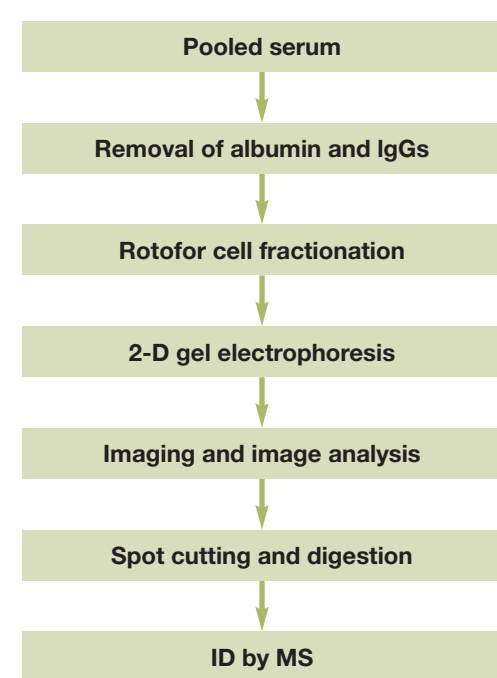 Pooled serum
Removal of albumin and IgGs
Rotofor cell fractionation
2-D gel electrophoresis
Imaging and image analysis
Spot cutting and digestion
ID by MS